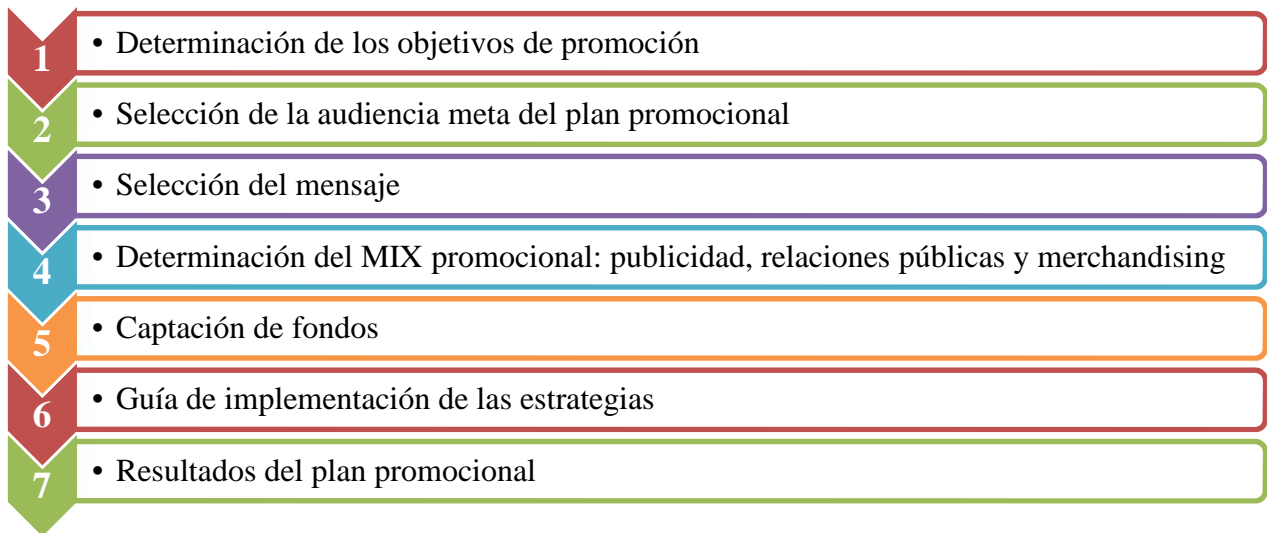 1 • Determinación de los objetivos de promoción
2 • Selección de la audiencia meta del plan promocional
3 • Selección del mensaje
4 • Determinación del MIX promocional: publicidad, relaciones públicas y merchandising
5 • Captación de fondos
6 • Guía de implementación de las estrategias
7 • Resultados del plan promocional